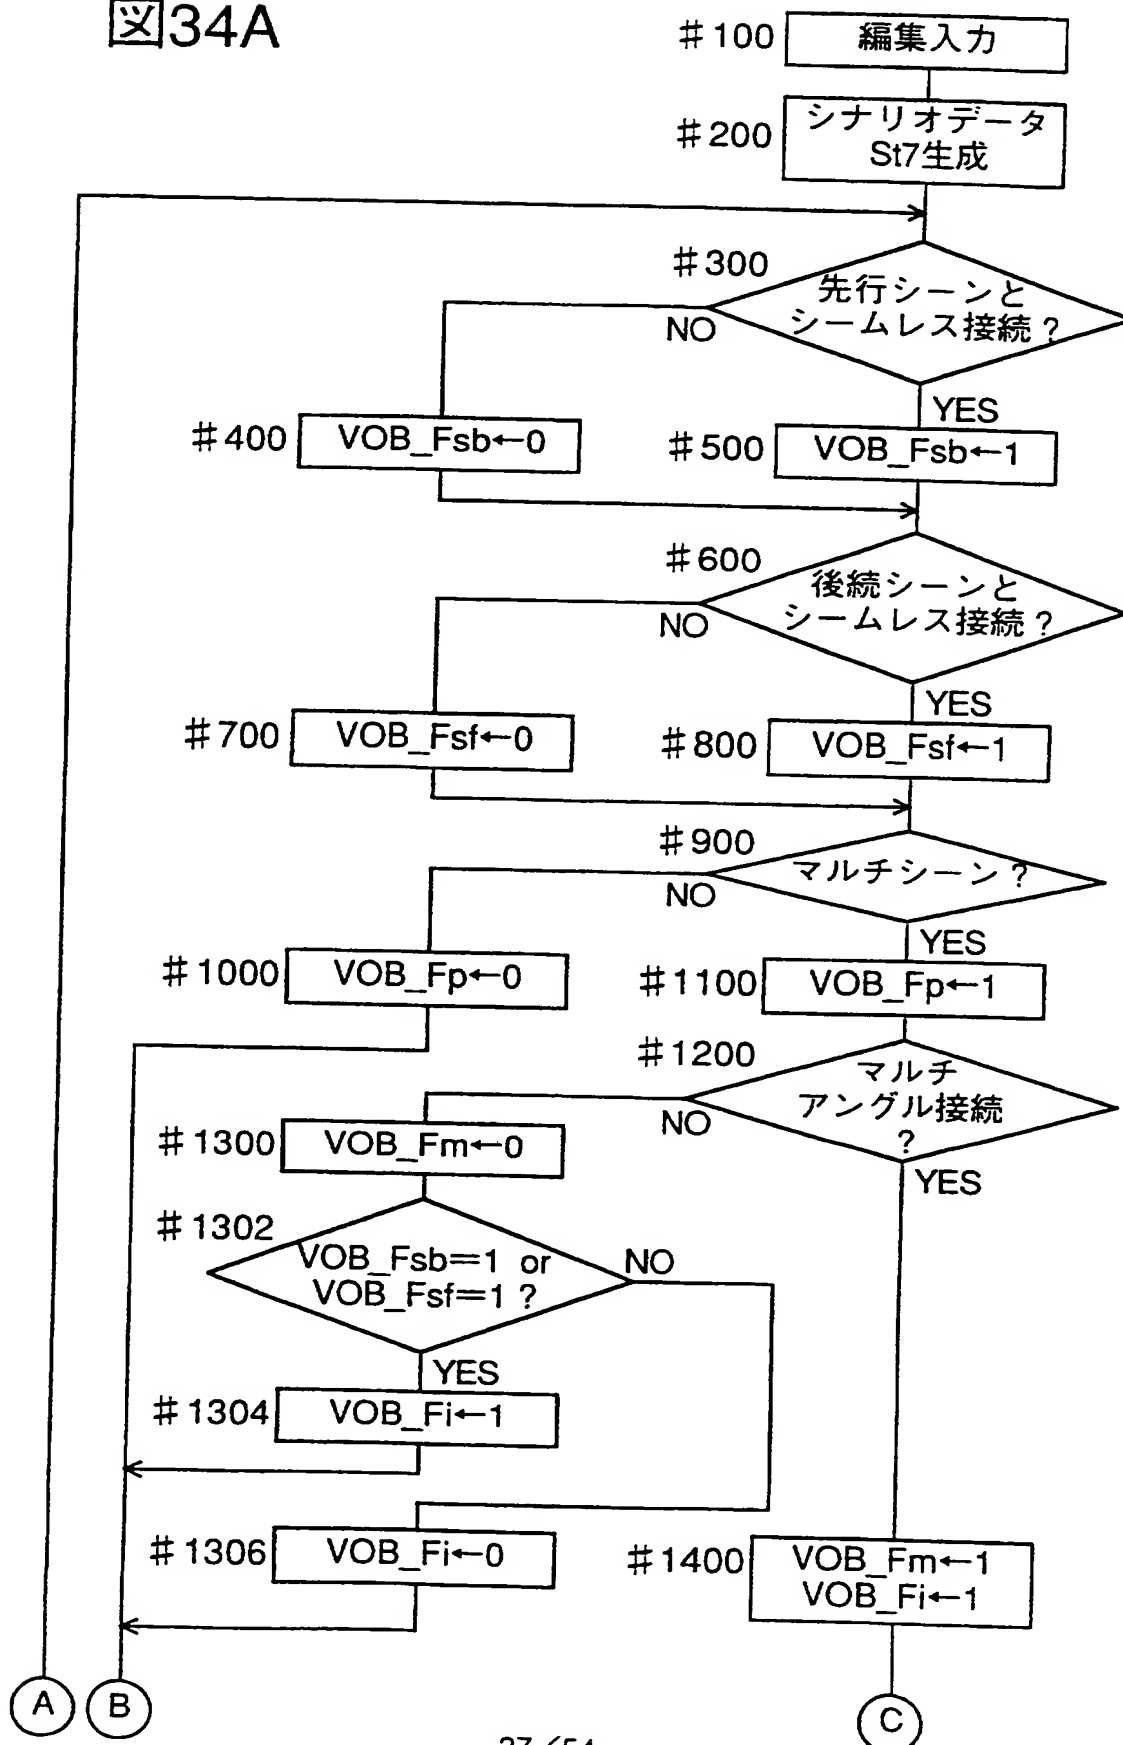 図34A
#100 編集入力
#200 シナリオデータ
St7生成
#300 先行シーンと
シームレス接続?
NO
YES
#400 VOB_Fsb←0
#500 VOB_Fsb←1
#600 後続シーンと
シームレス接続?
NO
YES
#700 VOB_Fsf←0
#800 VOB_Fsf←1
#900 マルチシーン?
NO
YES
#1000 VOB_Fp←0
#1100 VOB_Fp←1
#1200 マルチ
アングル接続
?
NO
YES
#1300 VOB_Fm←0
#1302 VOB_Fsb=1 or
VOB_Fsf=1?
NO
YES
#1304 VOB_Fi←1
#1306 VOB_Fi←0
#1400 VOB_Fm←1
VOB_Fi←1
A
B
C